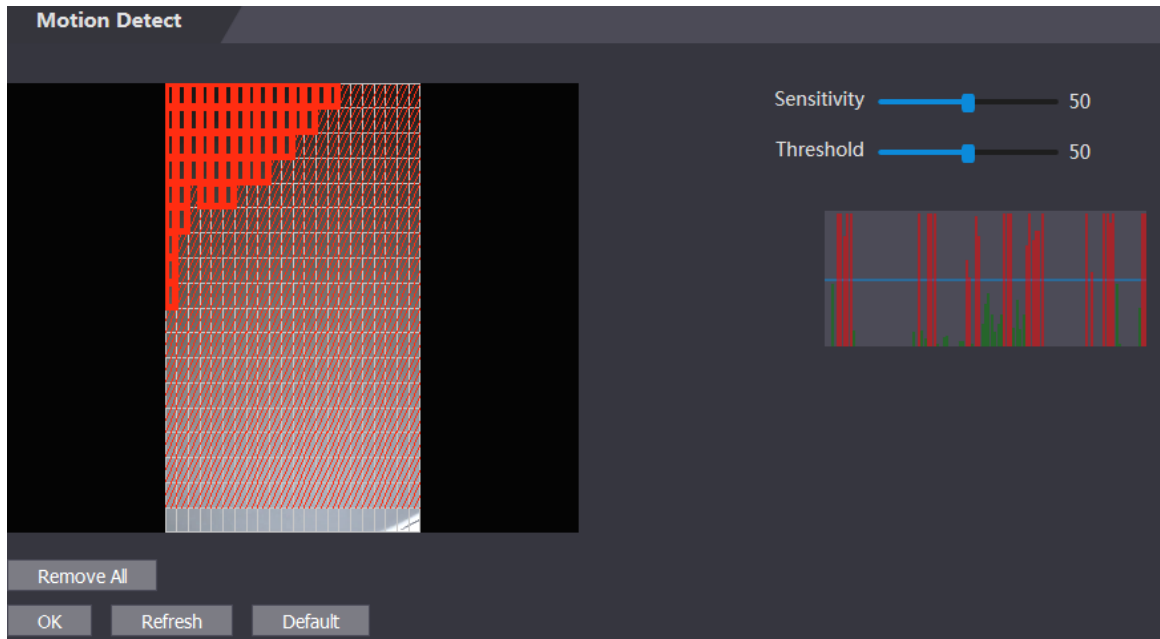 Motion Detect
Sensitivity 50
Threshold 50
Remove All
OK Refresh Default